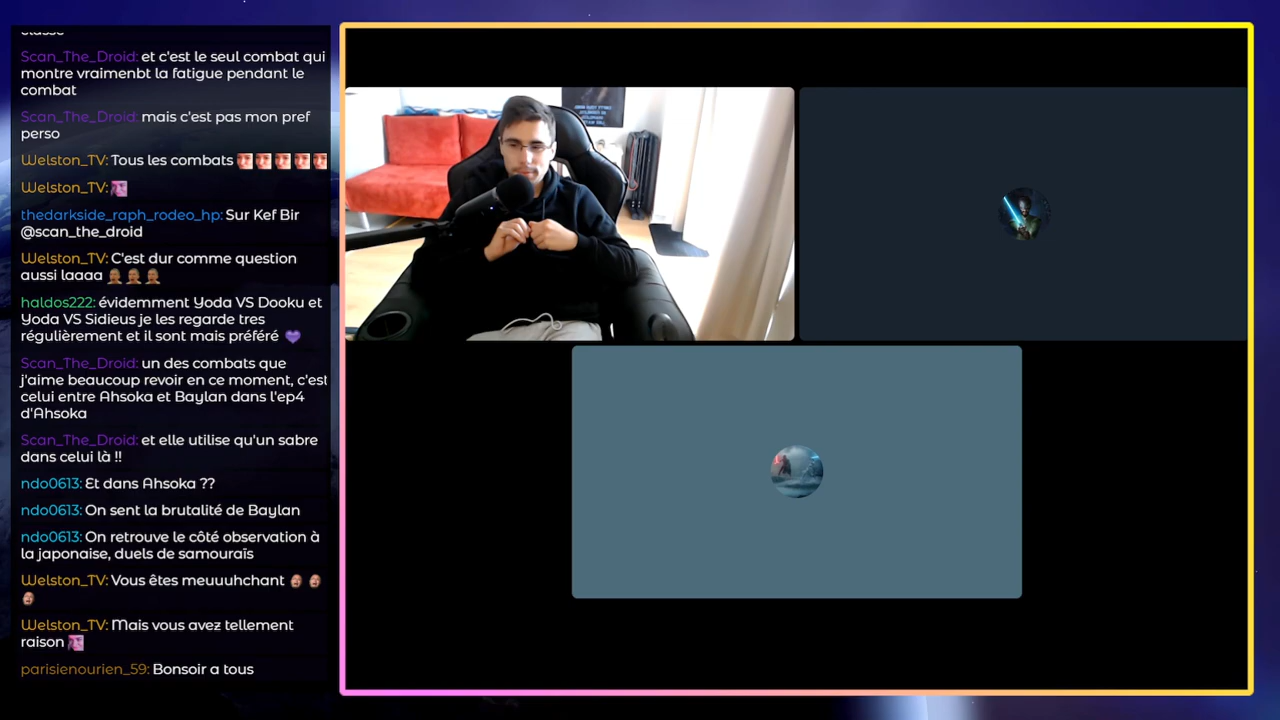 classe
Scan_The_Droid: et c'est le seul combat qui
montre vraimenbt la fatigue pendant le
combat
Scan_The_Droid: mais c'est pas mon pref
perso
Welston_TV: Tous les combats
Welston_TV:
thedarkside_raph_rodeo_hp: Sur Kef Bir
@scan_the_droid
Welston_TV: C'est dur comme question
aussi laaaa
haldos222: évidemment Yoda VS Dooku et
Yoda VS Sidieus je les regarde tres
régulièrement et il sont mais préféré
Scan_The_Droid: un des combats que
j'aime beaucoup revoir en ce moment, c'est
celui entre Ahsoka et Baylan dans l'ep4
d'Ahsoka
Scan_The_Droid: et elle utilise qu'un sabre
dans celui là !!
ndo0613: Et dans Ahsoka ??
ndo0613: On sent la brutalité de Baylan
ndo0613: On retrouve le côté observation à
la japonaise, duels de samouraïs
Welston_TV: Vous êtes meuuuhchant
Welston_TV: Mais vous avez tellement
raison
parisienourien_59: Bonsoir a tous